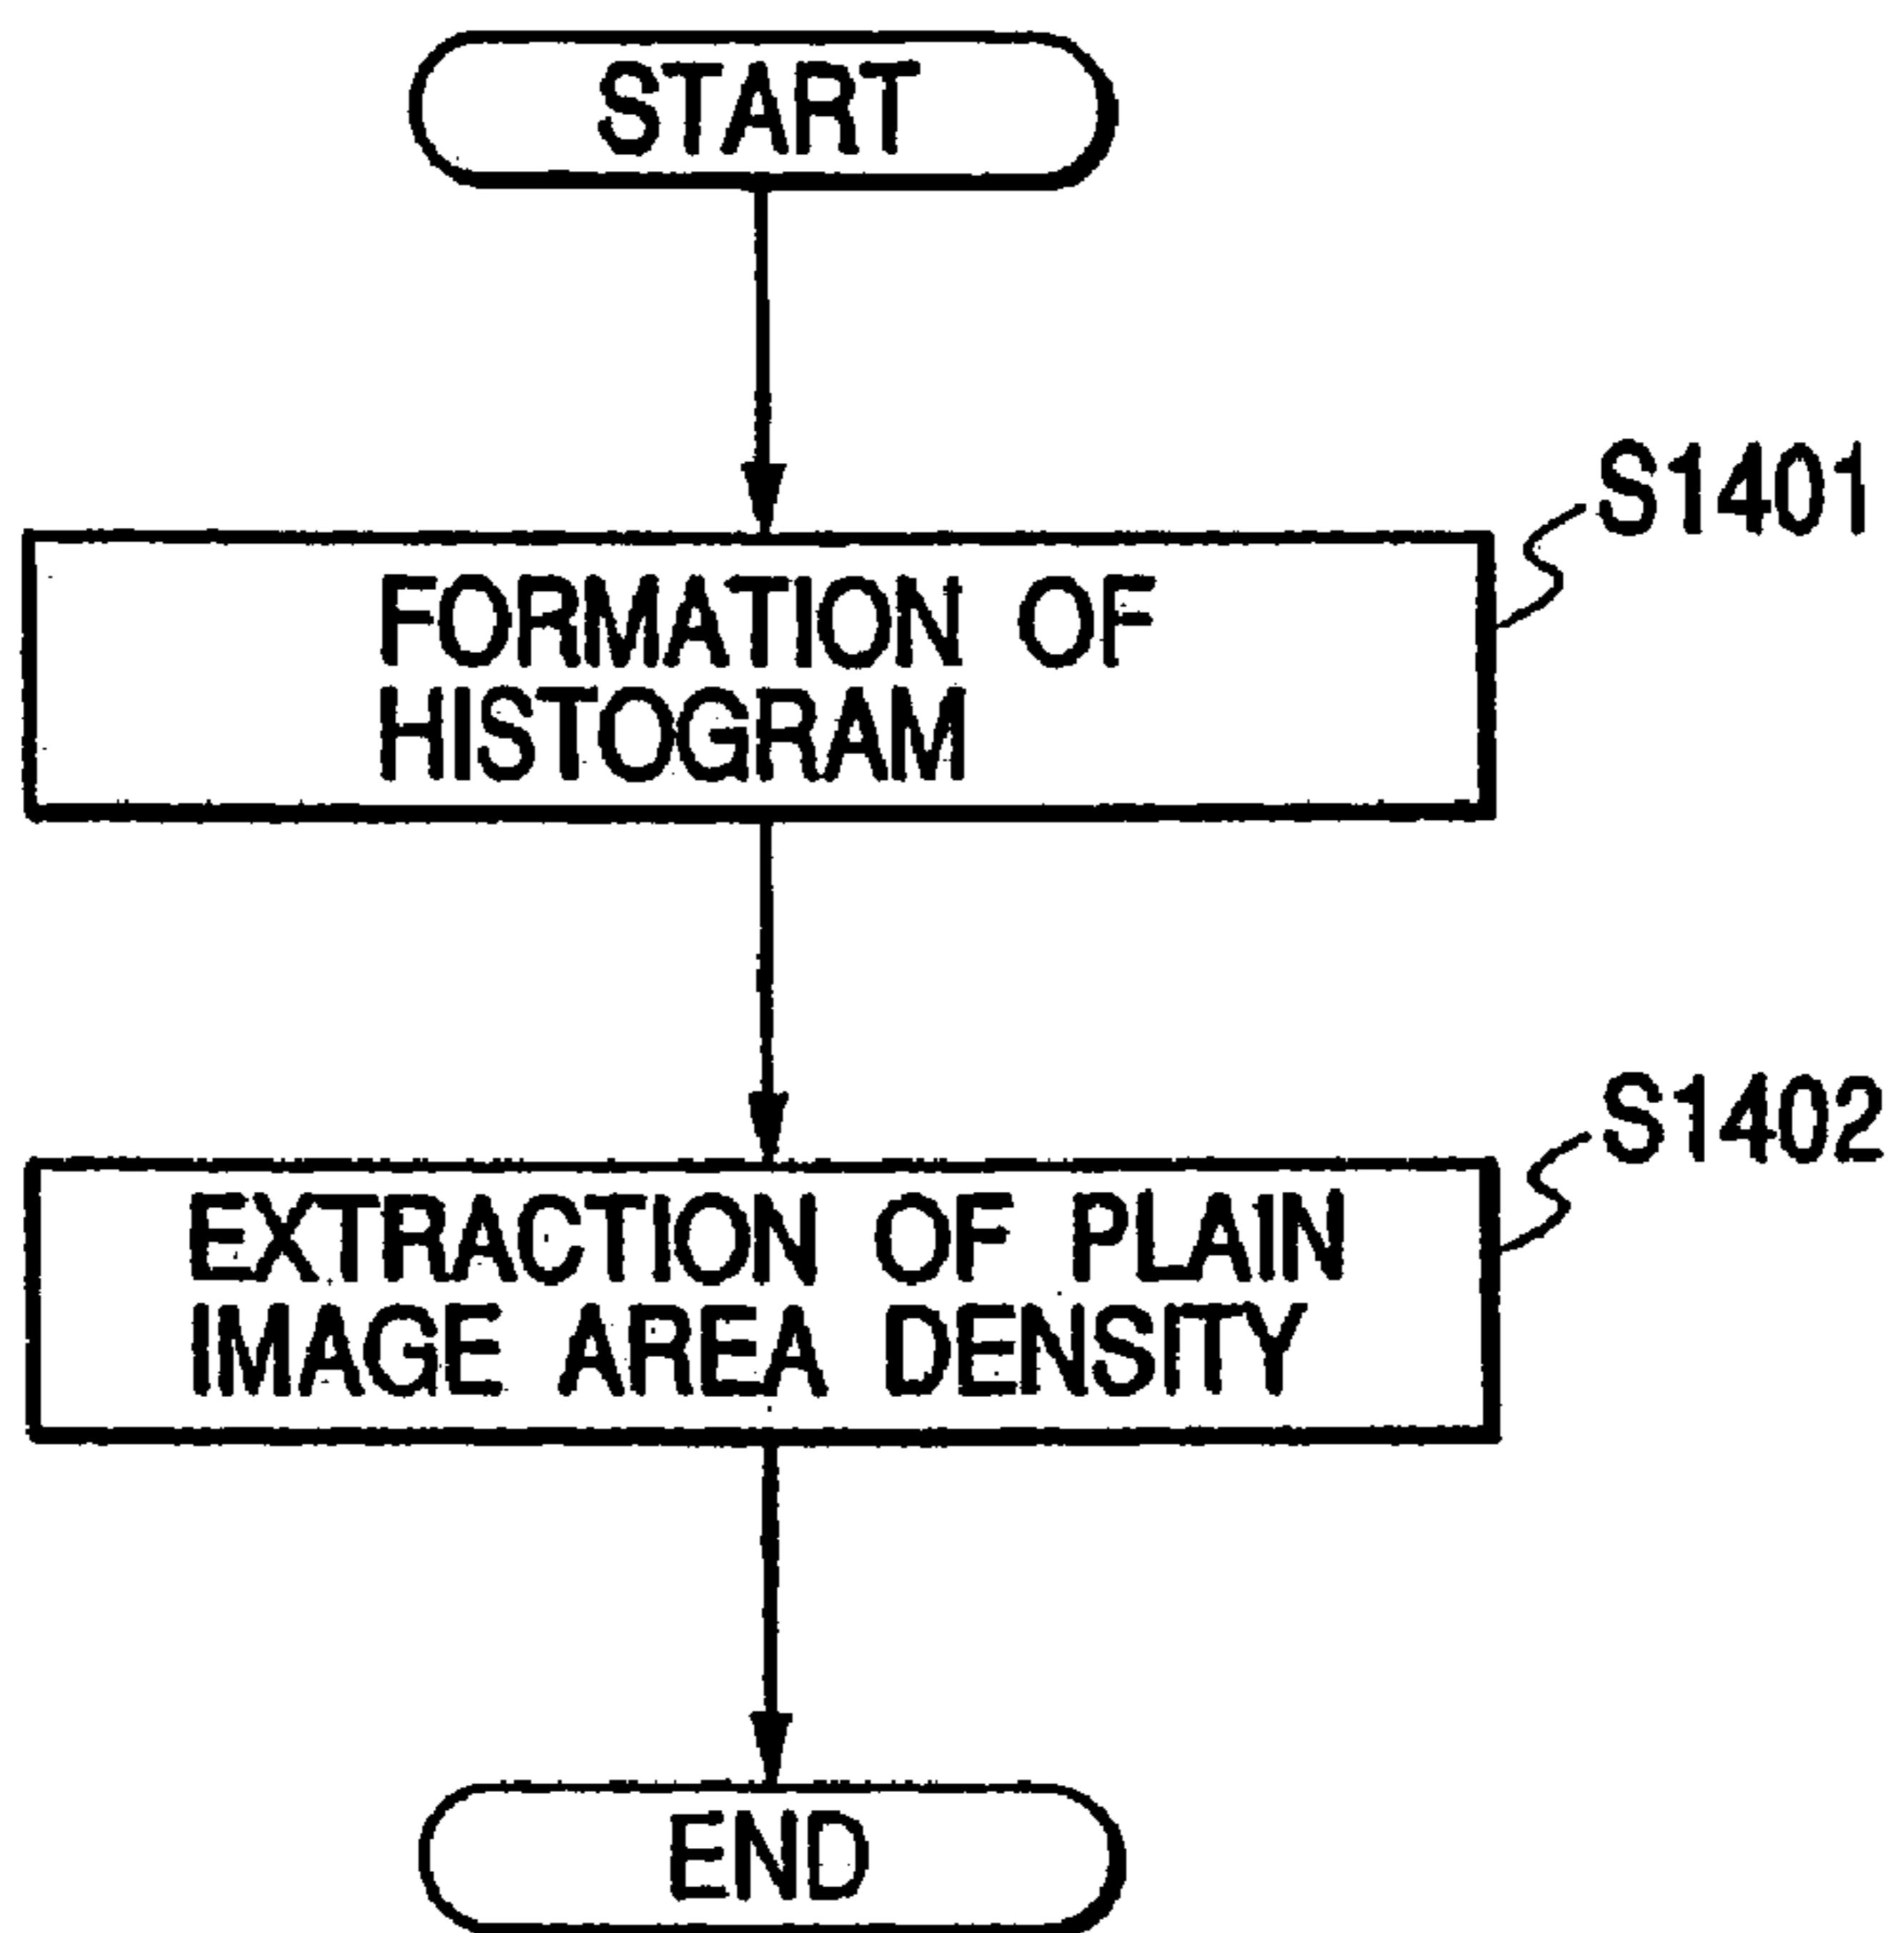 START
S1401
FORMATION OF
HISTOGRAM
S1402
EXTRACTION OF PLAIN
IMAGE AREA DENSITY
END